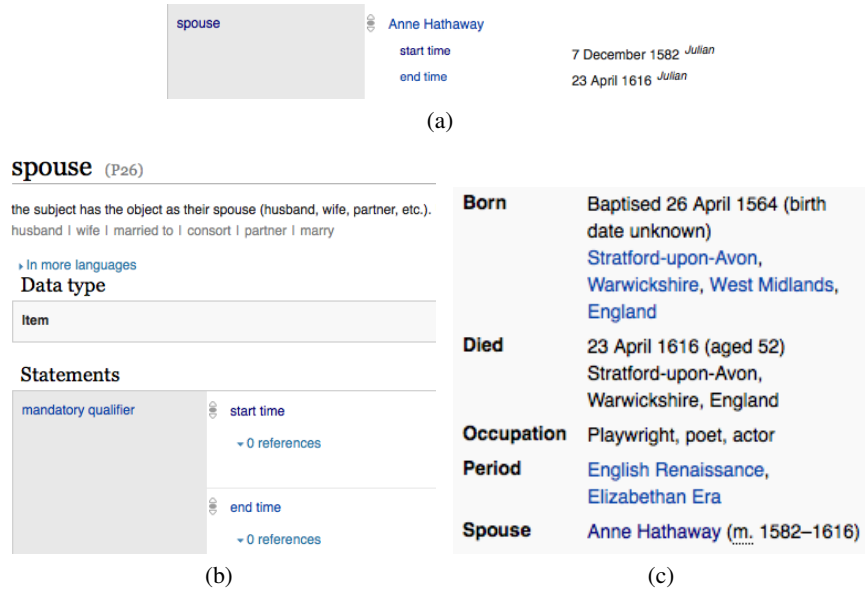 spouse
Anne Hathaway
start time 7 December 1582 Julian
end time 23 April 1616 Julian
(a)
spouse (P26)
the subject has the object as their spouse (husband, wife, partner, etc.).
husband | wife | married to | consort | partner | marry
In more languages
Data type
Item
Statements
mandatory qualifier
start time
0 references
end time
0 references
(b)
Born Baptised 26 April 1564 (birth
date unknown)
Stratford-upon-Avon,
Warwickshire, West Midlands,
England
Died 23 April 1616 (aged 52)
Stratford-upon-Avon,
Warwickshire, England
Occupation Playwright, poet, actor
Period English Renaissance,
Elizabethan Era
Spouse Anne Hathaway (m. 1582–1616)
(c)